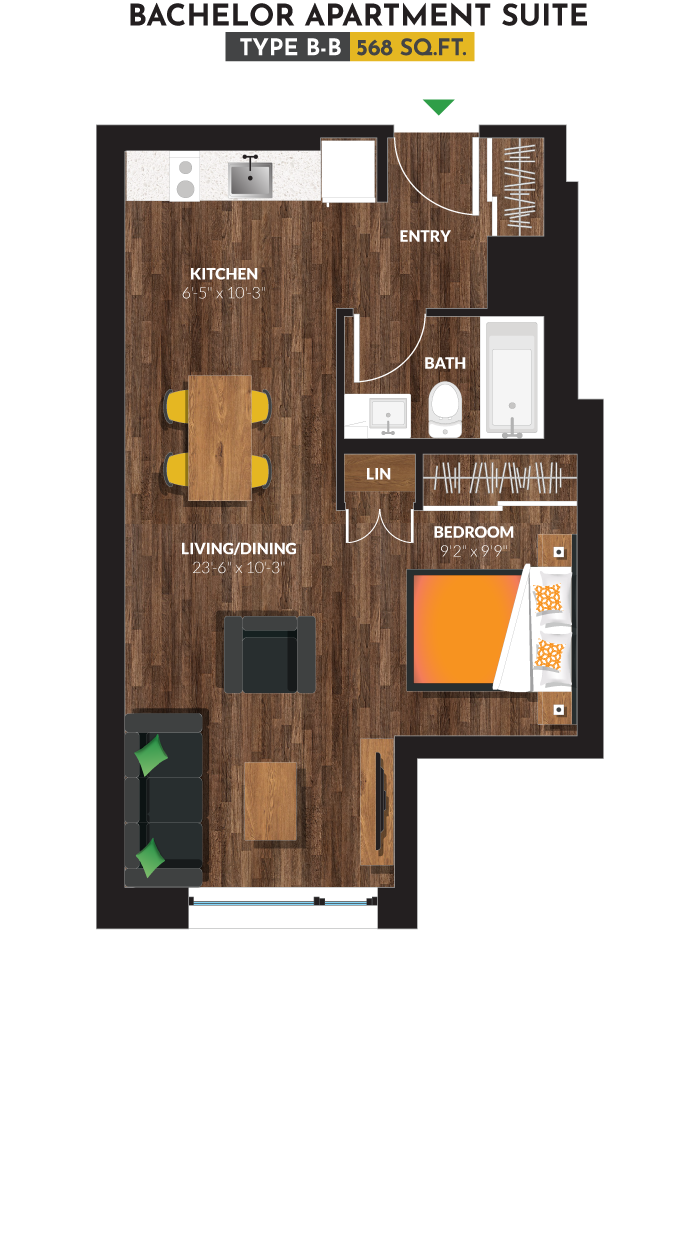 BACHELOR APARTMENT SUITE
TYPE B-B 568 SQ.FT.
ENTRY
KITCHEN
6'-5" x 10'-3"
BATH
LIN
BEDROOM
9'2" x 9'9"
LIVING/DINING
23'-6" x 10'-3"